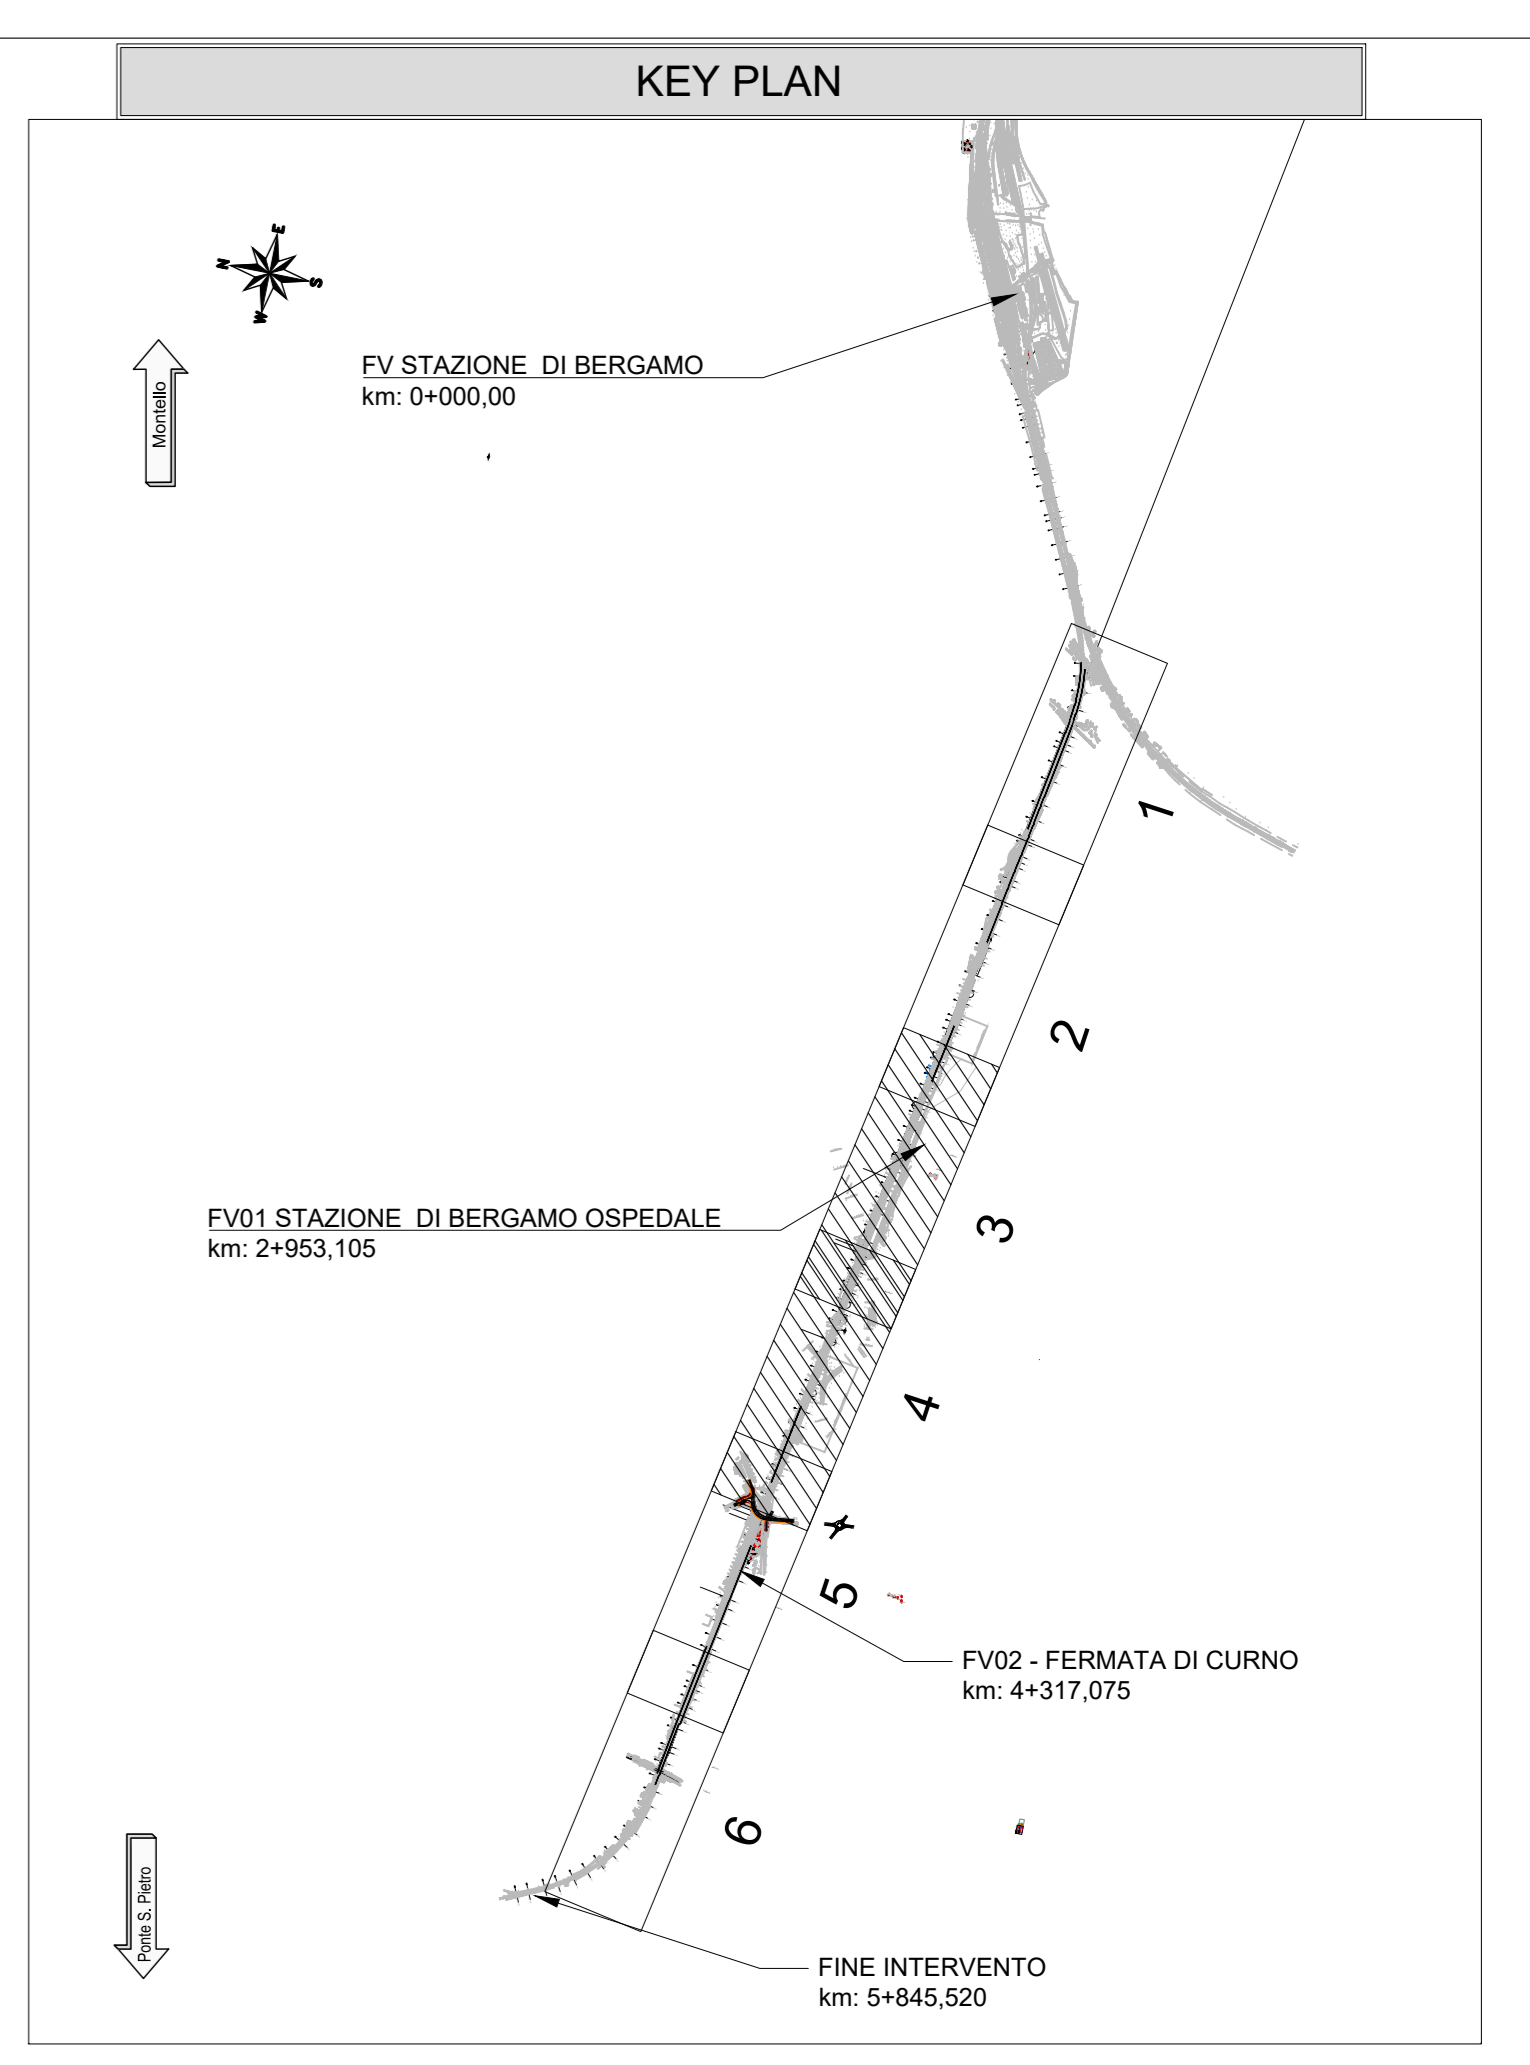 KEY PLAN
E
N
S
W
Montello
FV STAZIONE DI BERGAMO
km: 0+000,00
1
2
FV01 STAZIONE DI BERGAMO OSPEDALE
km: 2+953,105
3
4
5
FV02 - FERMATA DI CURNO
km: 4+317,075
6
Ponte S. Pietro
FINE INTERVENTO
km: 5+845,520